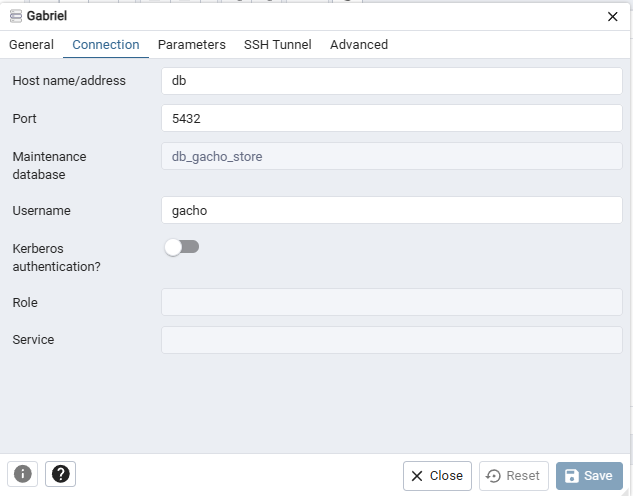 Gabriel
General Connection Parameters SSH Tunnel Advanced
Host name/address db
Port 5432
Maintenance
database db_gacho_store
Username gacho
Kerberos
authentication?
Role
Service
Close Reset Save